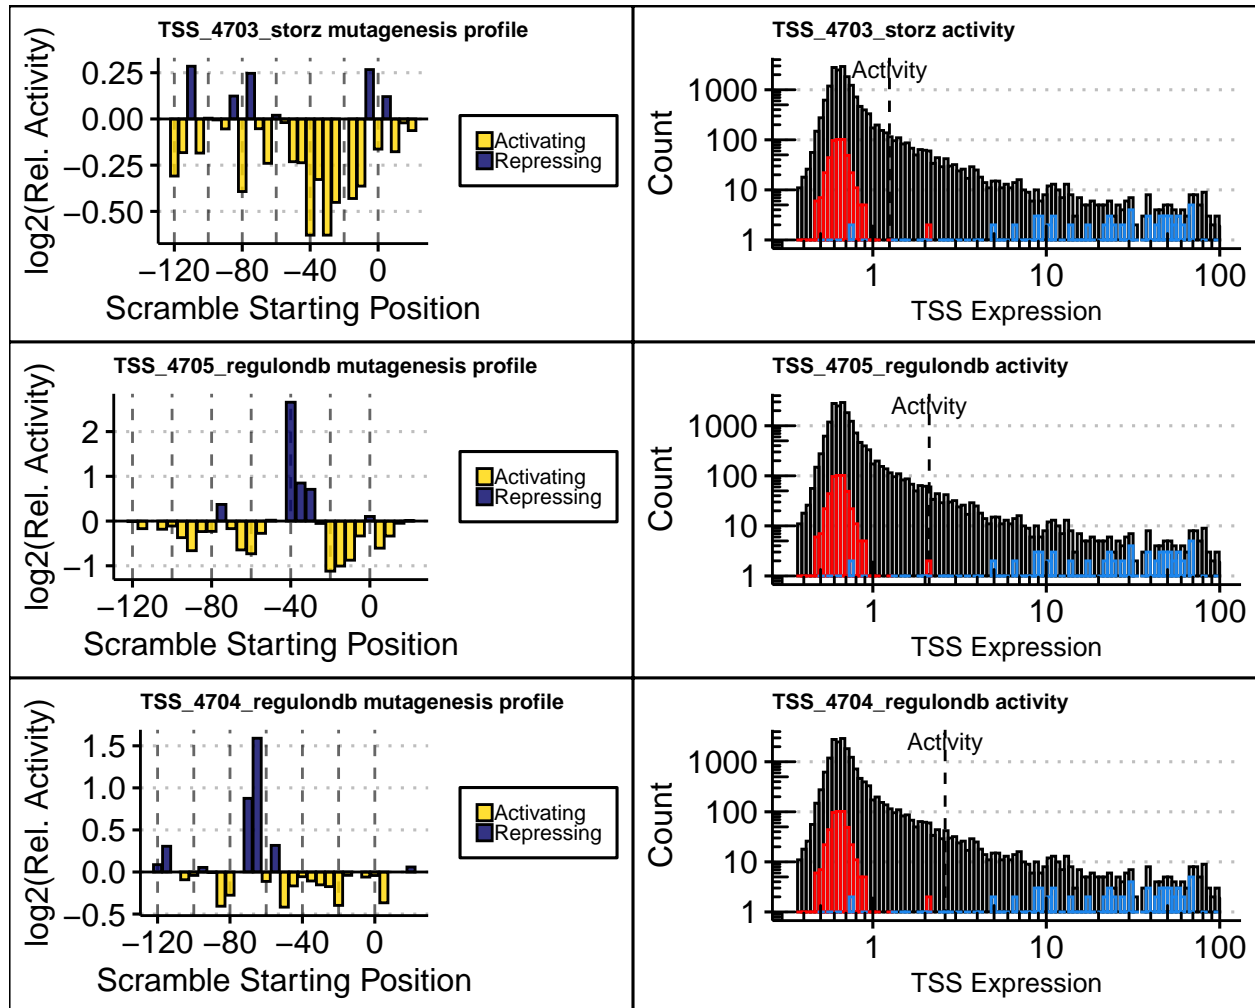 TSS_4703_storz mutagenesis profile
log2(Rel. Activity)
0.25
0.00
−0.25
−0.50
−120 −80 −40 0
Scramble Starting Position
Activating
Repressing
TSS_4703_storz activity
Activity
Count
1000
100
10
1
1 10 100
TSS Expression
TSS_4705_regulondb mutagenesis profile
log2(Rel. Activity)
2
1
0
−1
−120 −80 −40 0
Scramble Starting Position
Activating
Repressing
TSS_4705_regulondb activity
Activity
Count
1000
100
10
1
1 10 100
TSS Expression
TSS_4704_regulondb mutagenesis profile
log2(Rel. Activity)
1.5
1.0
0.5
0.0
−0.5
−120 −80 −40 0
Scramble Starting Position
Activating
Repressing
TSS_4704_regulondb activity
Activity
Count
1000
100
10
1
1 10 100
TSS Expression